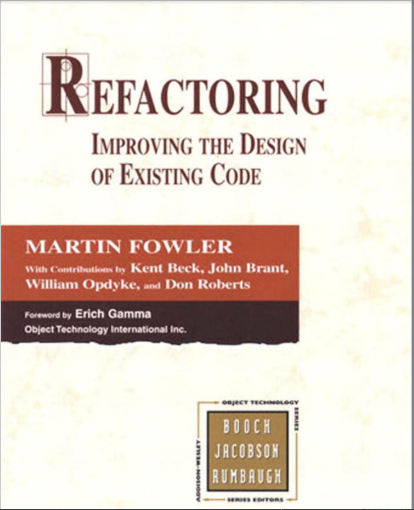 REFACTORING
IMPROVING THE DESIGN
OF EXISTING CODE
MARTIN FOWLER
With Contributions by Kent Beck, John Brant,
William Opdyke, and Don Roberts
Foreword by Erich Gamma
Object Technology International Inc.
OBJECT TECHNOLOGY
SERIES
ADDISON-WESLEY
BOOCH
JACOBSON
RUMBAUGH
SERIES EDITORS